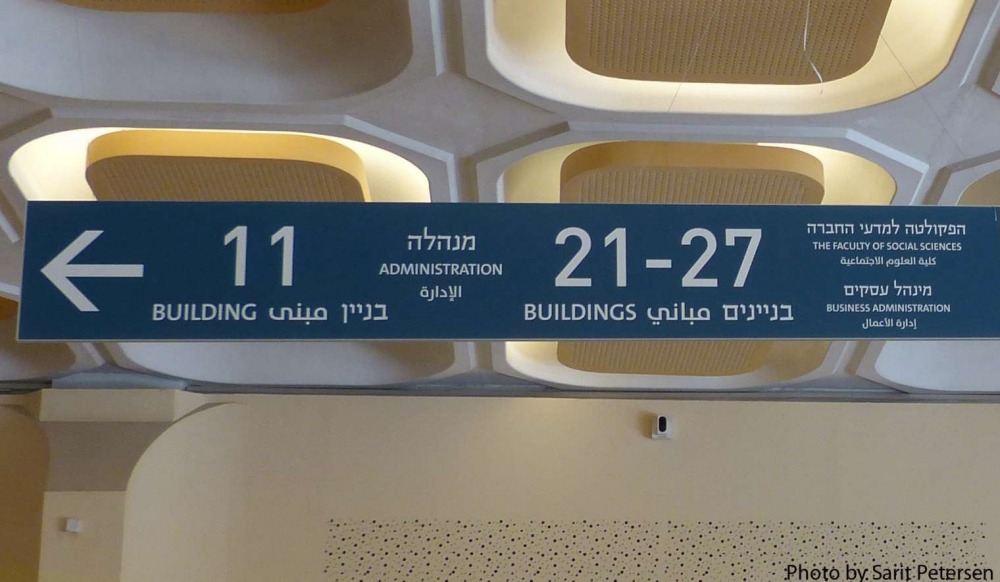 11
BUILDING مبنى בניין
מנהלה
ADMINISTRATION
الإدارة
21-27
BUILDINGS مباني בניינים
הפקולטה למדעי החברה
THE FACULTY OF SOCIAL SCIENCES
كلية العلوم الاجتماعية
מינהל עסקים
BUSINESS ADMINISTRATION
إدارة الأعمال
Photo by Sarit Petersen